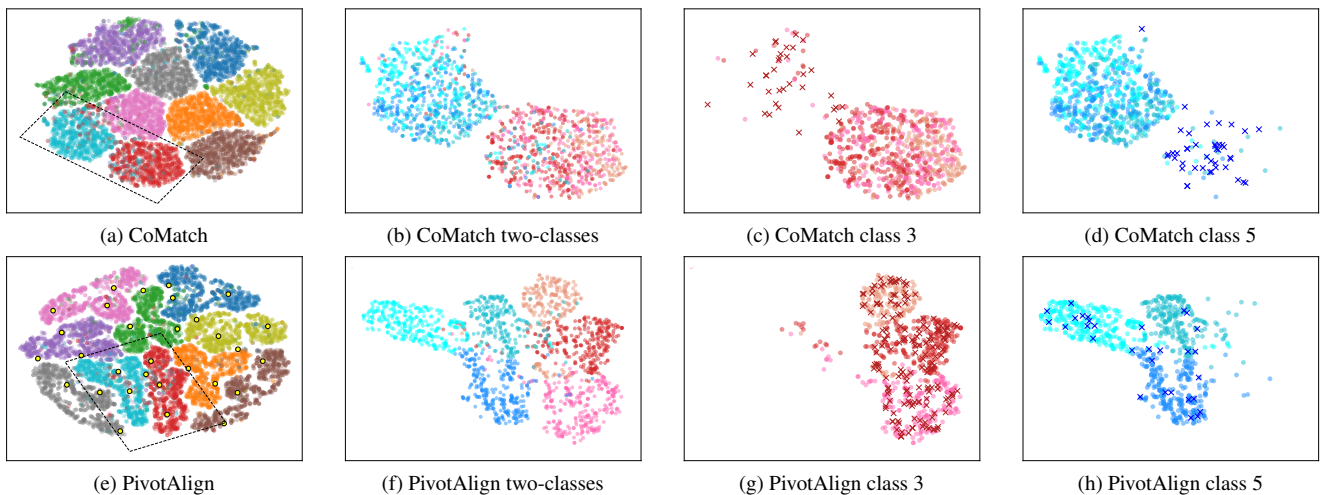 (a) CoMatch
(b) CoMatch two-classes
(c) CoMatch class 3
(d) CoMatch class 5
(e) PivotAlign
(f) PivotAlign two-classes
(g) PivotAlign class 3
(h) PivotAlign class 5